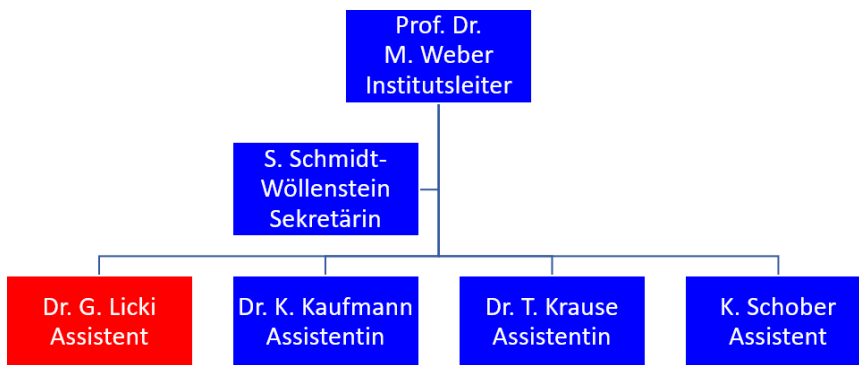 Prof. Dr.
M. Weber
Institutsleiter
S. Schmidt-
Wöllenstein
Sekretärin
Dr. G. Licki
Assistent
Dr. K. Kaufmann
Assistentin
Dr. T. Krause
Assistentin
K. Schober
Assistent